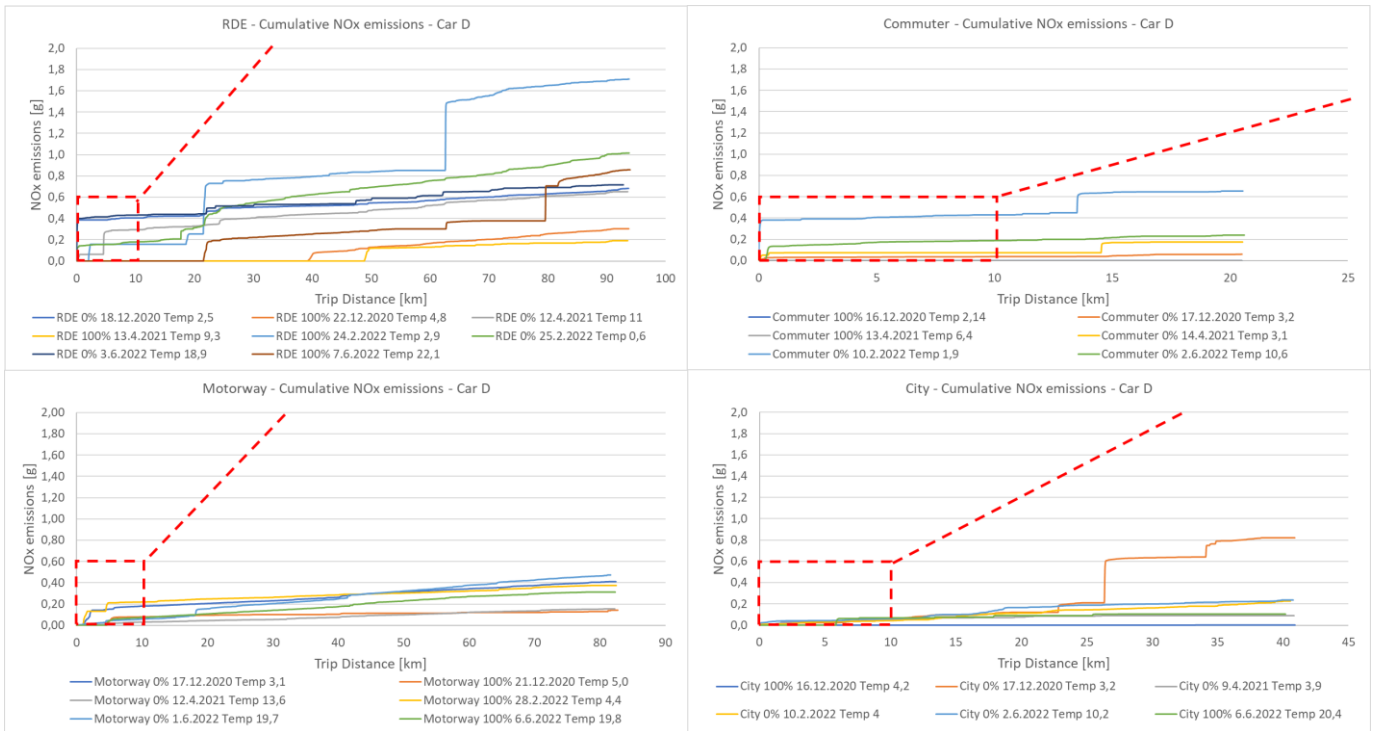 RDE - Cumulative NOx emissions - Car D
2,0
1,8
1,6
1,4
1,2
1,0
0,8
0,6
0,4
0,2
0,0
NOx emissions [g]
0 10 20 30 40 50 60 70 80 90 100
Trip Distance [km]
RDE 0% 18.12.2020 Temp 2,5 RDE 100% 22.12.2020 Temp 4,8 RDE 0% 12.4.2021 Temp 11
RDE 100% 13.4.2021 Temp 9,3 RDE 100% 24.2.2022 Temp 2,9 RDE 0% 25.2.2022 Temp 0,6
RDE 0% 3.6.2022 Temp 18,9 RDE 100% 7.6.2022 Temp 22,1
Commuter - Cumulative NOx emissions - Car D
2,0
1,8
1,6
1,4
1,2
1,0
0,8
0,6
0,4
0,2
0,0
NOx emissions [g]
0 5 10 15 20 25
Trip Distance [km]
Commuter 100% 16.12.2020 Temp 2,14 Commuter 0% 17.12.2020 Temp 3,2
Commuter 100% 13.4.2021 Temp 6,4 Commuter 0% 14.4.2021 Temp 3,1
Commuter 0% 10.2.2022 Temp 1,9 Commuter 0% 2.6.2022 Temp 10,6
Motorway - Cumulative NOx emissions - Car D
2,00
1,80
1,60
1,40
1,20
1,00
0,80
0,60
0,40
0,20
0,00
NOx emissions [g]
0 10 20 30 40 50 60 70 80 90
Trip Distance [km]
Motorway 0% 17.12.2020 Temp 3,1 Motorway 100% 21.12.2020 Temp 5,0
Motorway 0% 12.4.2021 Temp 13,6 Motorway 100% 28.2.2022 Temp 4,4
Motorway 0% 1.6.2022 Temp 19,7 Motorway 100% 6.6.2022 Temp 19,8
City - Cumulative NOx emissions - Car D
2,0
1,8
1,6
1,4
1,2
1,0
0,8
0,6
0,4
0,2
0,0
NOx emissions [g]
0 5 10 15 20 25 30 35 40 45
Trip Distance [km]
City 100% 16.12.2020 Temp 4,2 City 0% 17.12.2020 Temp 3,2 City 0% 9.4.2021 Temp 3,9
City 0% 10.2.2022 Temp 4 City 0% 2.6.2022 Temp 10,2 City 100% 6.6.2022 Temp 20,4